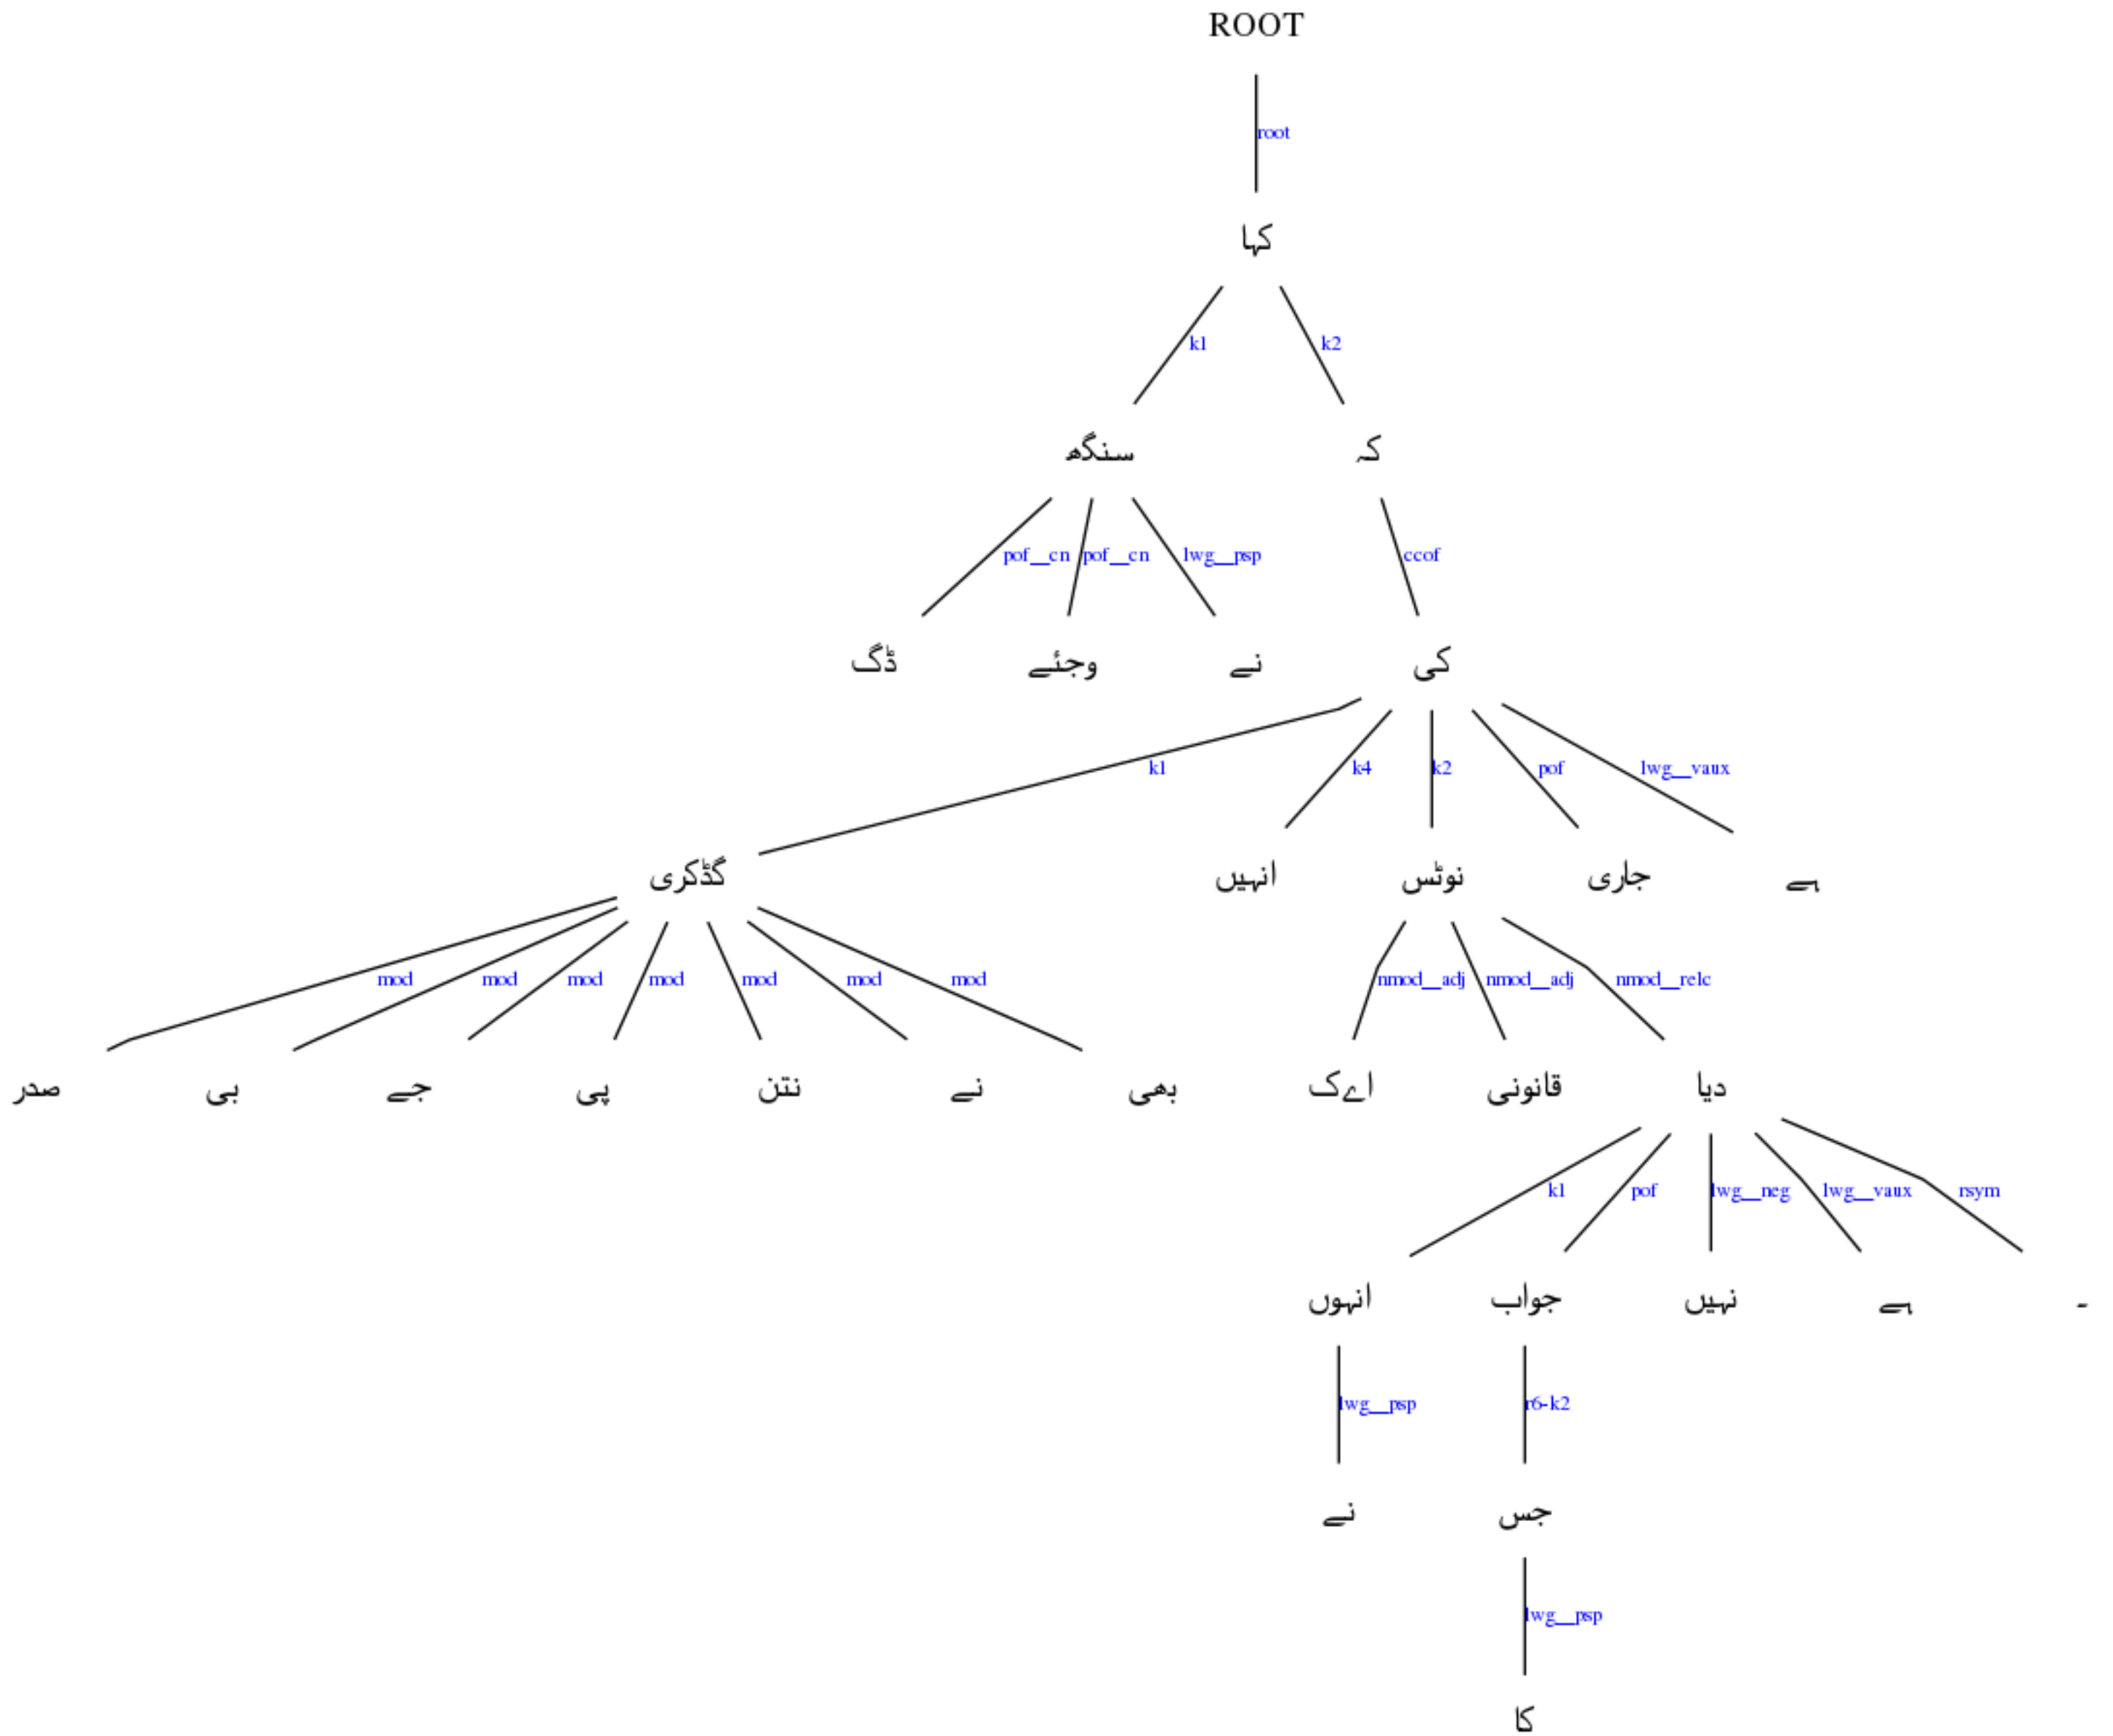 ROOT
root
کہا
k1 k2
سنگھ کہ
pof__cn pof__cn lwg__psp ccof
ڈگ وجئے نے کی
k1 k4 k2 pof lwg__vaux
گڈکری انہیں نوٹس جاری ہے
mod mod mod mod mod mod mod nmod__adj nmod__adj nmod__relc
صدر بی جے پی نتن نے بھی اےک قانونی دیا
k1 pof lwg__neg lwg__vaux rsym
انہوں جواب نہیں ہے ۔
lwg__psp r6-k2
نے جس
lwg__psp
کا